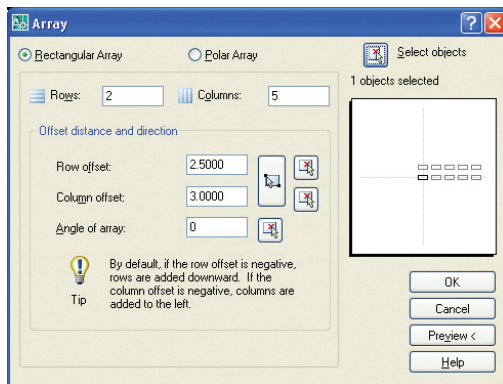 Array
Rectangular Array
Polar Array
Select objects
1 objects selected
Rows: 2
Columns: 5
Offset distance and direction
Row offset: 2.5000
Column offset: 3.0000
Angle of array: 0
Tip
By default, if the row offset is negative,
rows are added downward. If the
column offset is negative, columns are
added to the left.
OK
Cancel
Preview <
Help